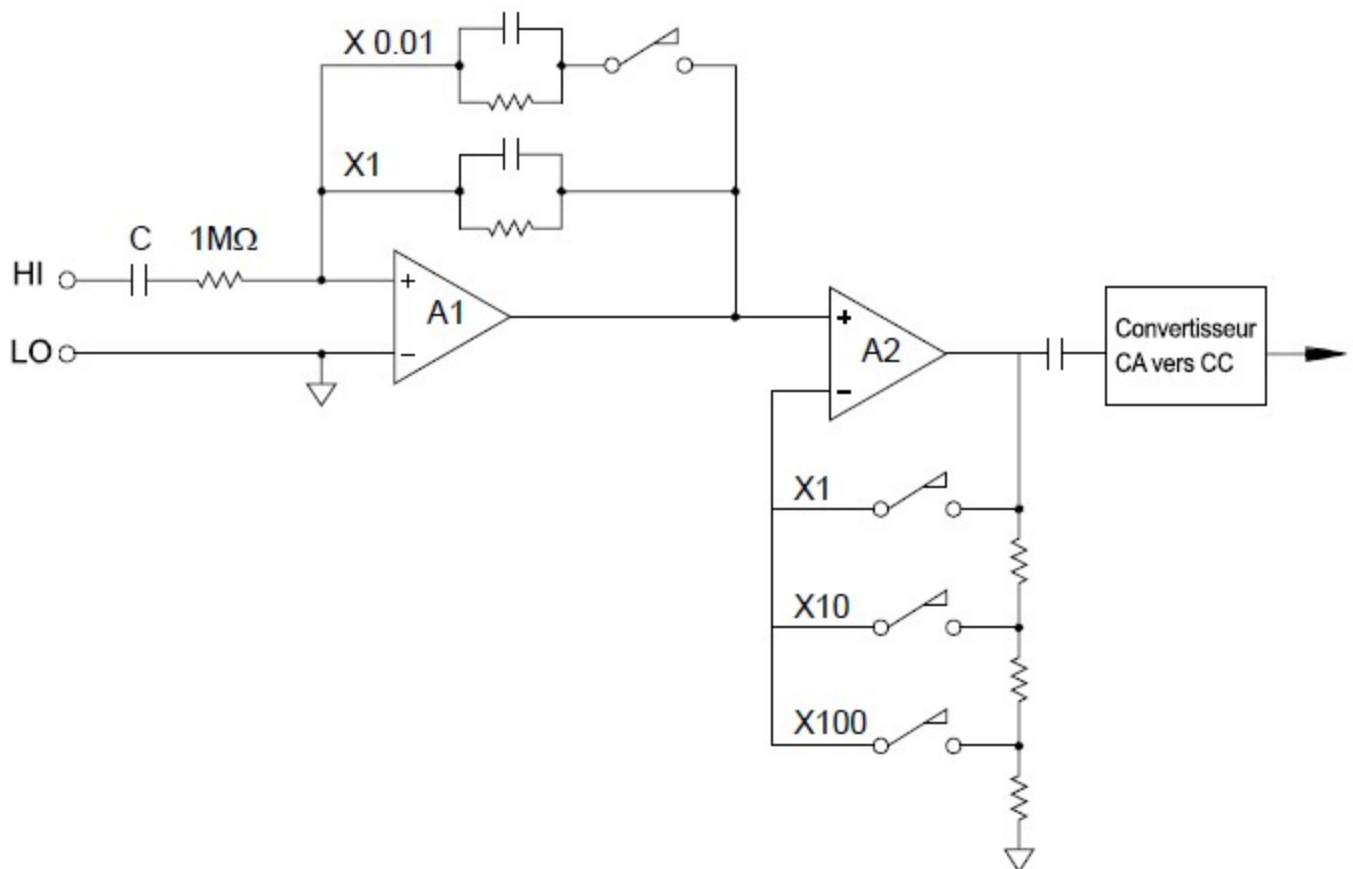 X 0.01
X1
C 1MΩ
HI
+
A1
LO
−
+
A2
−
Convertisseur
CA vers CC
X1
X10
X100